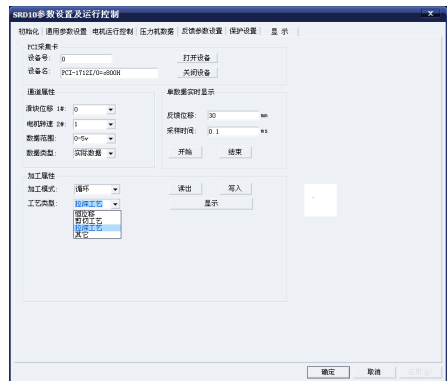 SRD10参数设置及运行控制
初始化 通用参数设置 电机运行控制 压力机数据 反馈参数设置 保护设置 显 示
PCI采集卡
设备号: 0 打开设备
设备名: PCI-1712I/O=e800H 关闭设备
通道属性 单数据实时显示
滑块位移 1#: 0 反馈位移: 30 mm
电机转速 2#: 1 采样时间: 0.1 ms
数据范围: 0~5v
数据类型: 实际数据 开始 结束
加工属性
加工模式: 循环 读出 写入
工艺类型: 拉深工艺 显示
恒位移
剪切工艺
拉深工艺
其它
确定 取消 应用(A)